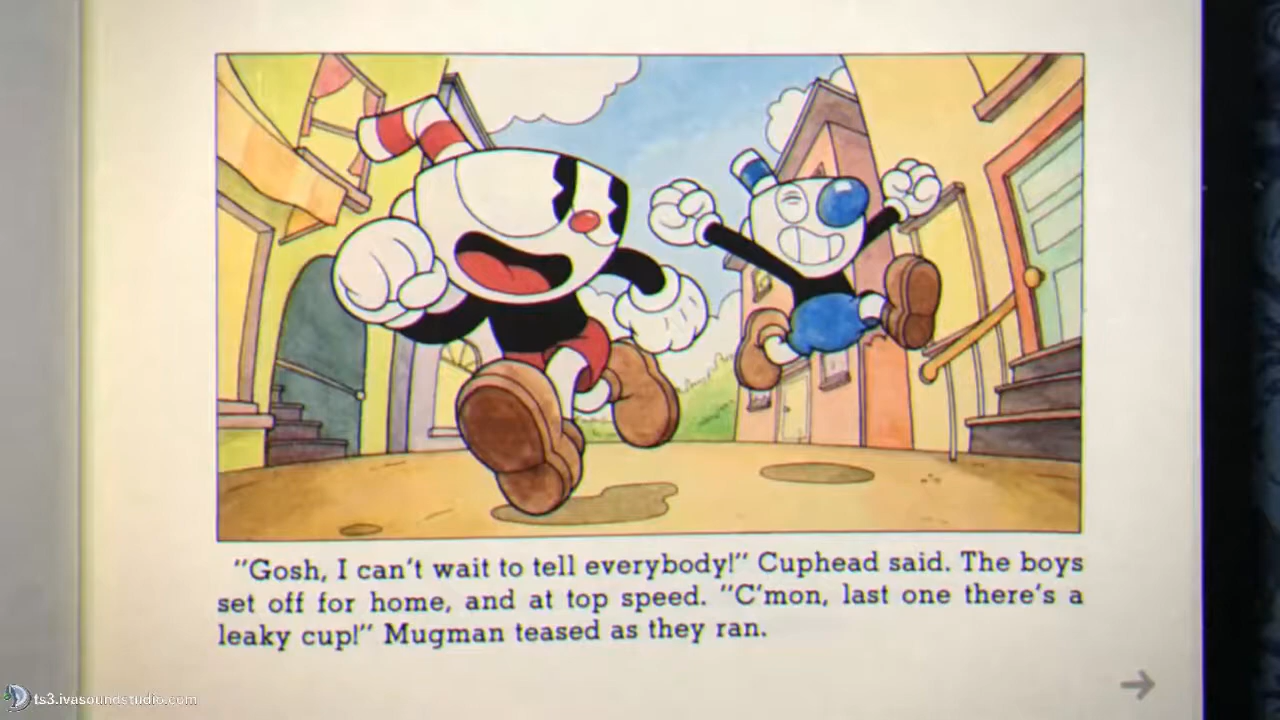 "Gosh, I can't wait to tell everybody!" Cuphead said. The boys
set off for home, and at top speed. "C'mon, last one there's a
leaky cup!" Mugman teased as they ran.
ts3.ivasoundstudio.com